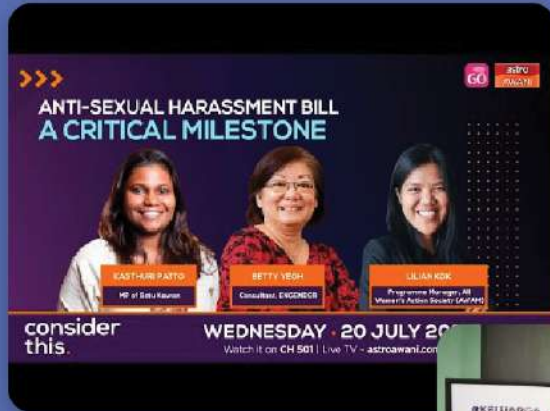 GO
astro
AWANI
ANTI-SEXUAL HARASSMENT BILL
A CRITICAL MILESTONE
KASTHURI PATTO
MP of Batu Kawan
BETTY YEOH
Consultant, ENGENDER
LILIAN KOK
Programme Manager, All
Women's Action Society (AWAM)
consider
this.
WEDNESDAY • 20 JULY 20
Watch it on CH 501 | Live TV - astroawani.com